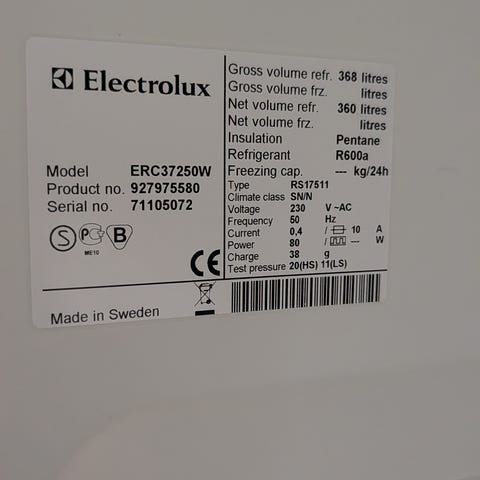 Electrolux
Model ERC37250W
Product no. 927975580
Serial no. 71105072
S PCT B
ME10
CE
Made in Sweden
Gross volume refr. 368 litres
Gross volume frz. litres
Net volume refr. 360 litres
Net volume frz. litres
Insulation Pentane
Refrigerant R600a
Freezing cap. --- kg/24h
Type RS17511
Climate class SN/N
Voltage 230 V ~AC
Frequency 50 Hz
Current 0,4 / 10 A
Power 80 / --- W
Charge 38 g
Test pressure 20(HS) 11(LS)